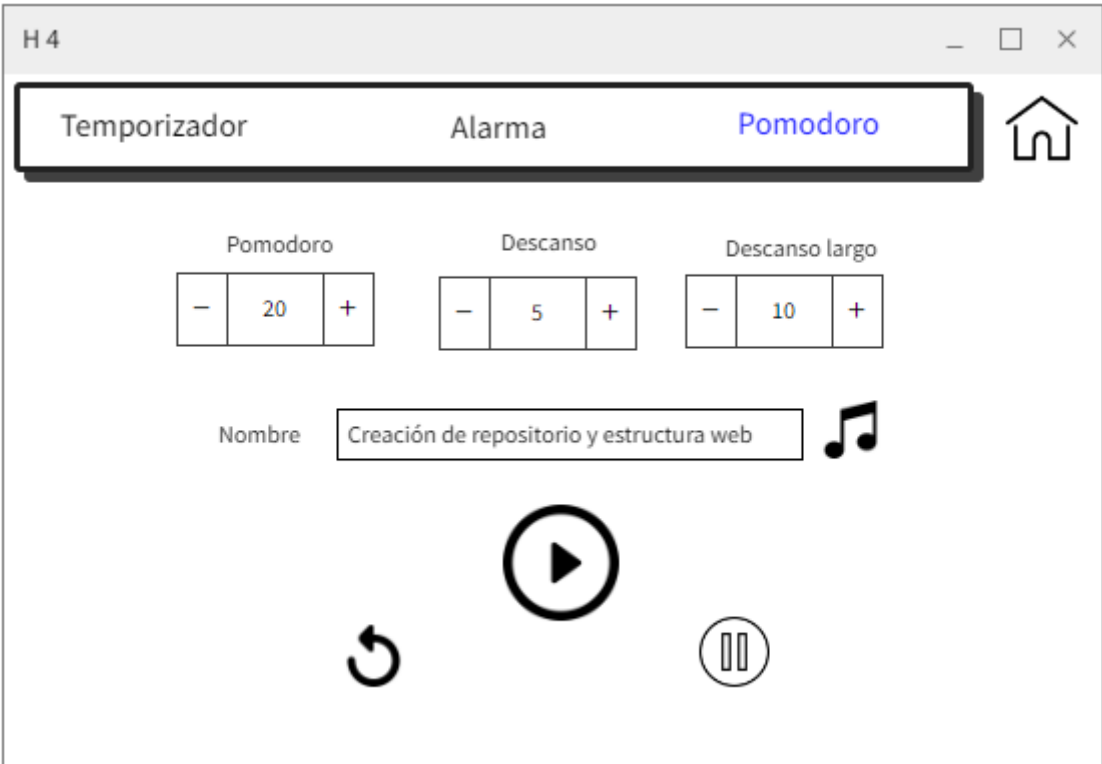 H 4
Temporizador
Alarma
Pomodoro
Pomodoro
Descanso
Descanso largo
− 20 +
− 5 +
− 10 +
Nombre
Creación de repositorio y estructura web